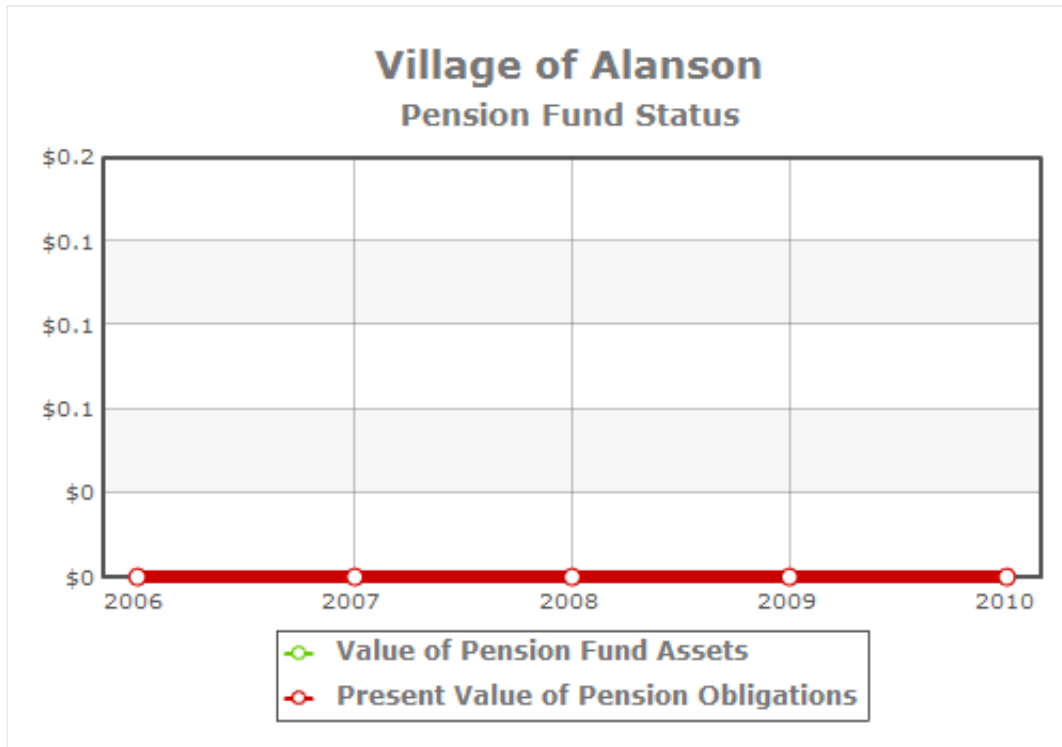 Village of Alanson
Pension Fund Status
$0.2
$0.1
$0.1
$0.1
$0
$0
2006 2007 2008 2009 2010
Value of Pension Fund Assets
Present Value of Pension Obligations